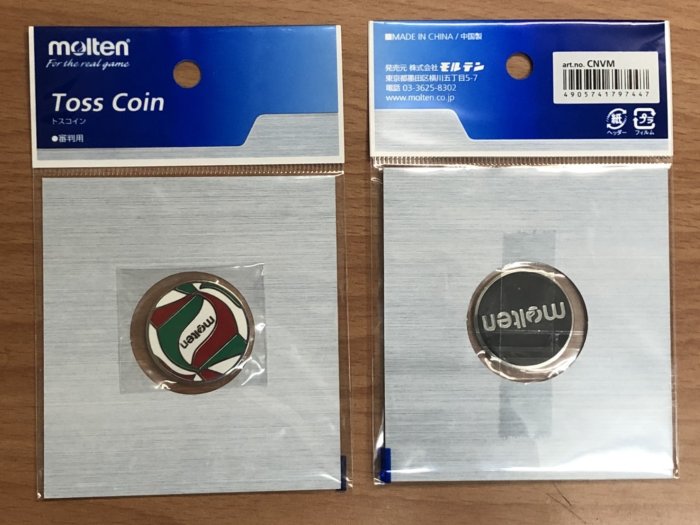 molten
For the real game
Toss Coin
トスコイン
●審判用
molten
■MADE IN CHINA / 中国製
発売元 株式会社 モルテン
東京都墨田区横川五丁目5-7
電話 03-3625-8302
www.molten.co.jp
art.no. CNVM
4905741797447
紙
ヘッダー
プラ
フィルム
molten